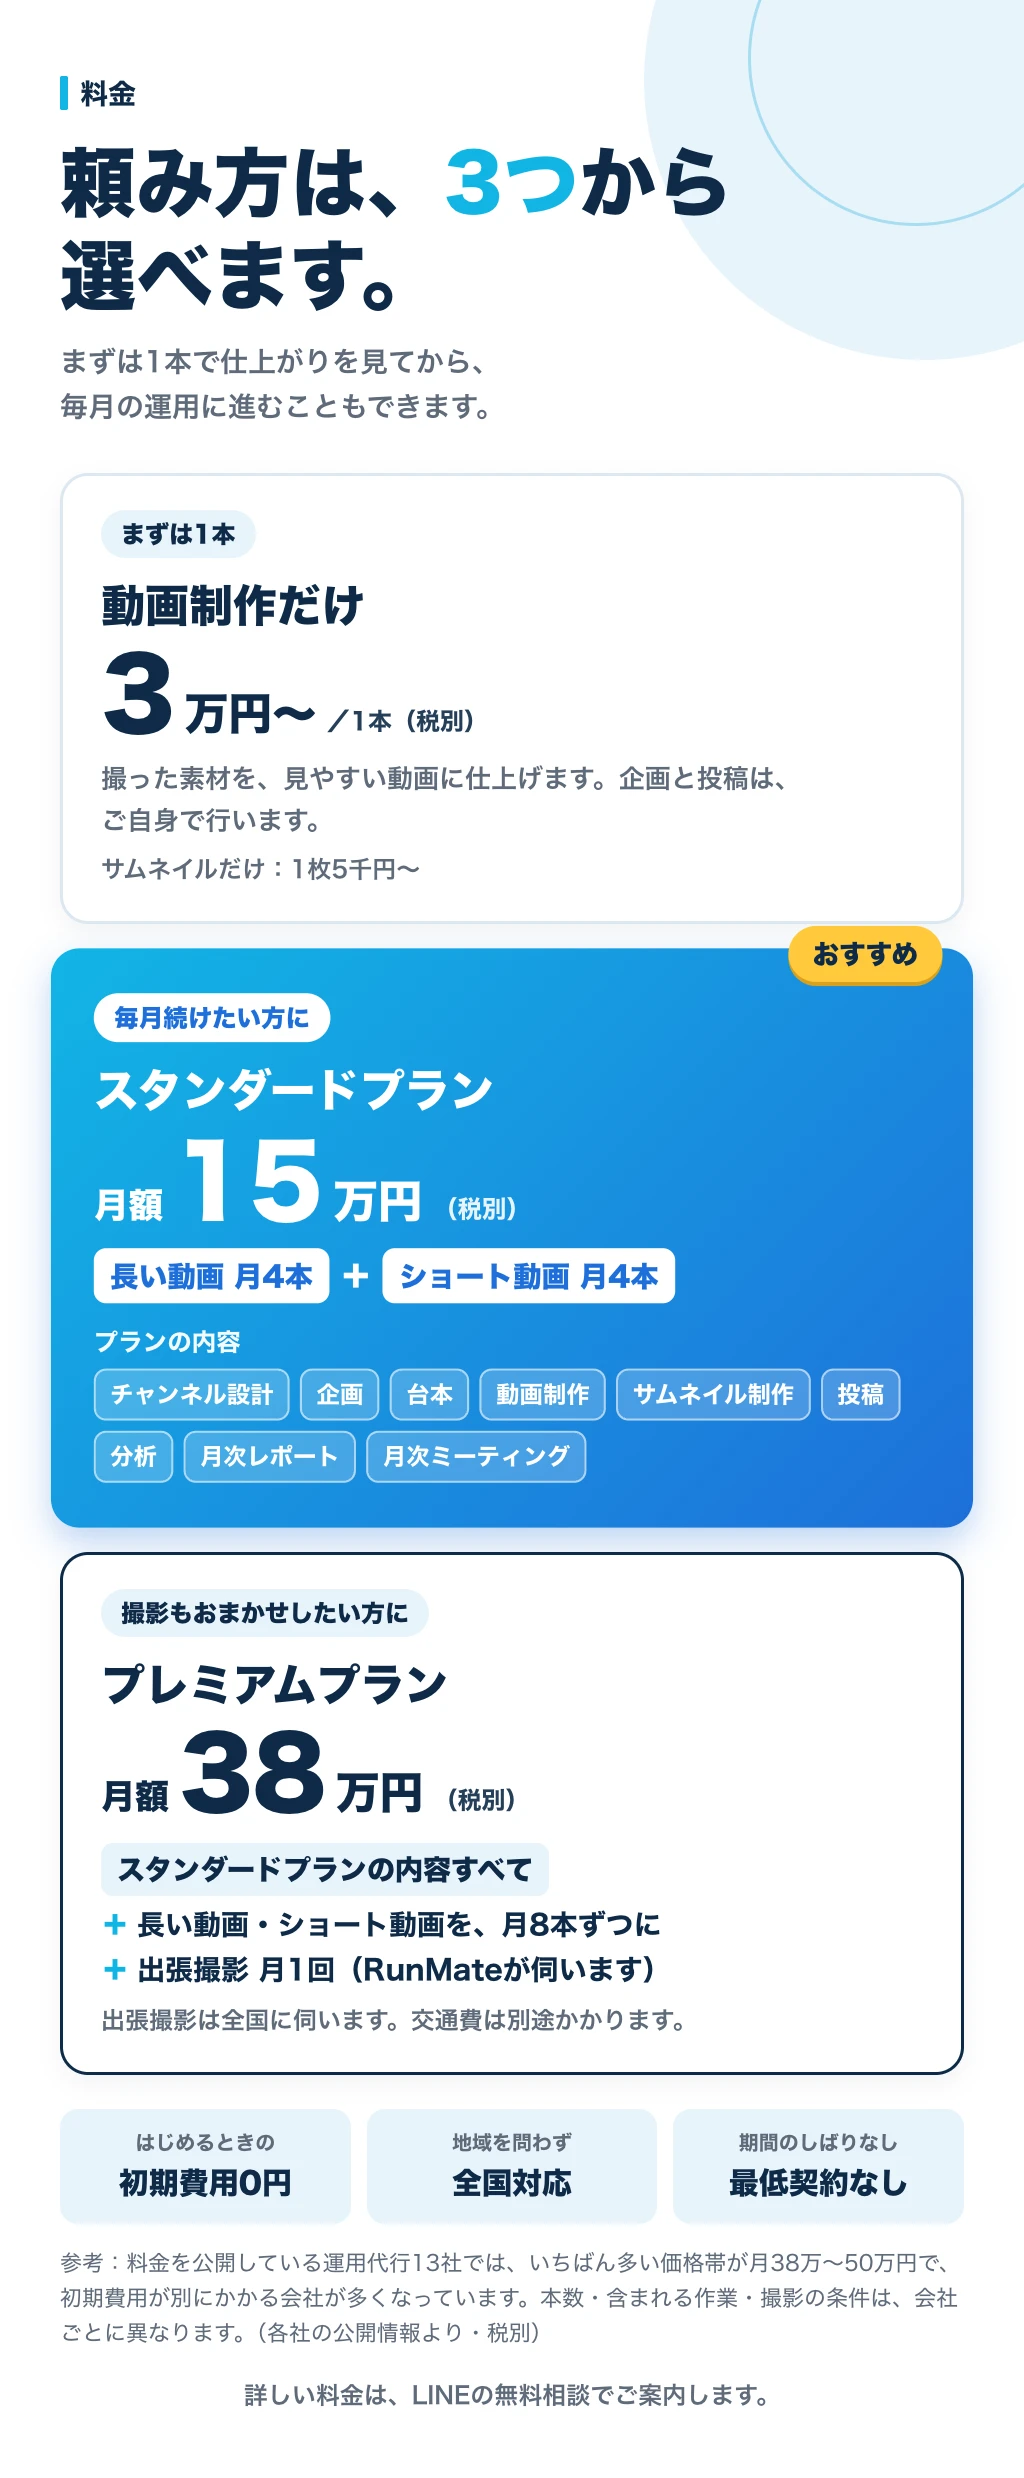 料金
頼み方は、3つから
選べます。
まずは1本で仕上がりを見てから、
毎月の運用に進むこともできます。
まずは1本
動画制作だけ
3万円〜／1本（税別）
撮った素材を、見やすい動画に仕上げます。企画と投稿は、
ご自身で行います。
サムネイルだけ：1枚5千円〜
おすすめ
毎月続けたい方に
スタンダードプラン
月額15万円（税別）
長い動画 月4本 + ショート動画 月4本
プランの内容
チャンネル設計 企画 台本 動画制作 サムネイル制作 投稿
分析 月次レポート 月次ミーティング
撮影もおまかせしたい方に
プレミアムプラン
月額38万円（税別）
スタンダードプランの内容すべて
+ 長い動画・ショート動画を、月8本ずつに
+ 出張撮影 月1回（RunMateが伺います）
出張撮影は全国に伺います。交通費は別途かかります。
はじめるときの 地域を問わず 期間のしばりなし
初期費用0円 全国対応 最低契約なし
参考：料金を公開している運用代行13社では、いちばん多い価格帯が月38万〜50万円で、
初期費用が別にかかる会社が多くなっています。本数・含まれる作業・撮影の条件は、会社
ごとに異なります。（各社の公開情報より・税別）
詳しい料金は、LINEの無料相談でご案内します。